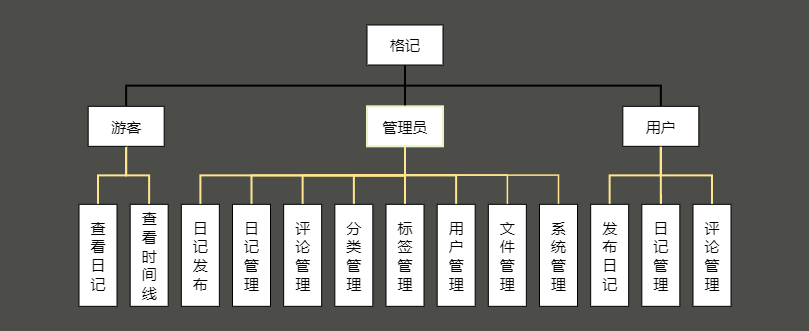 格记
游客
管理员
用户
查看日记
查看时间线
日记发布
日记管理
评论管理
分类管理
标签管理
用户管理
文件管理
系统管理
发布日记
日记管理
评论管理